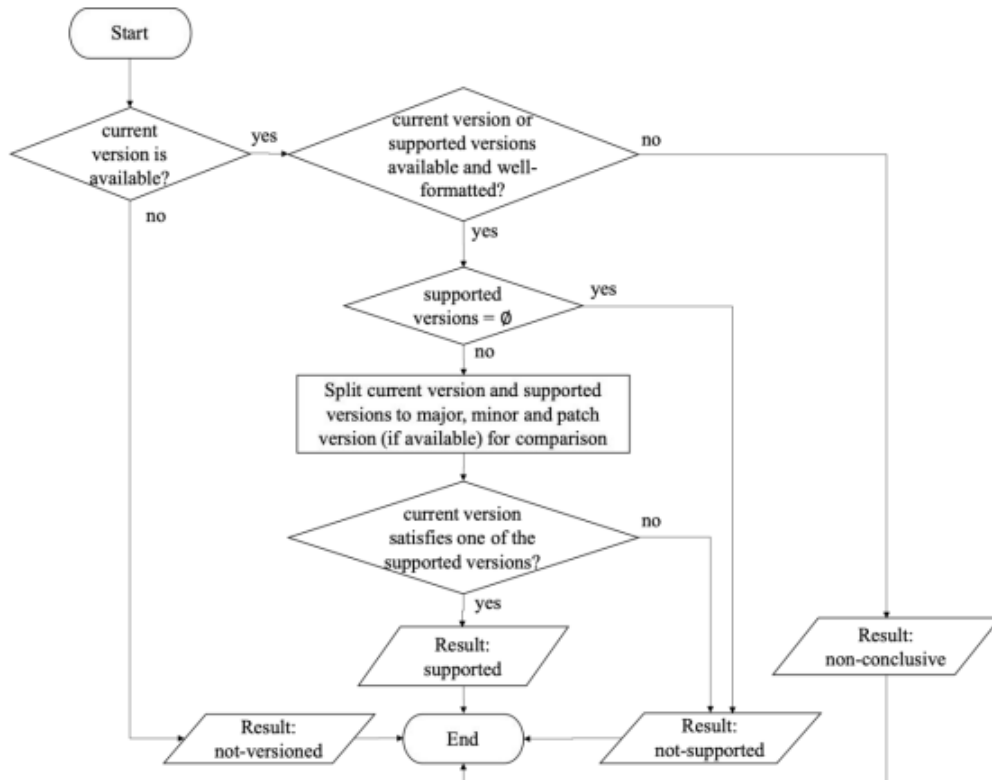 Start
current
version is
available?
yes
no
current version or
supported versions
available and well-
formatted?
no
yes
supported
versions = ∅
yes
no
Split current version and supported
versions to major, minor and patch
version (if available) for comparison
current version
satisfies one of the
supported versions?
no
yes
Result:
supported
Result:
non-conclusive
Result:
not-versioned
End
Result:
not-supported